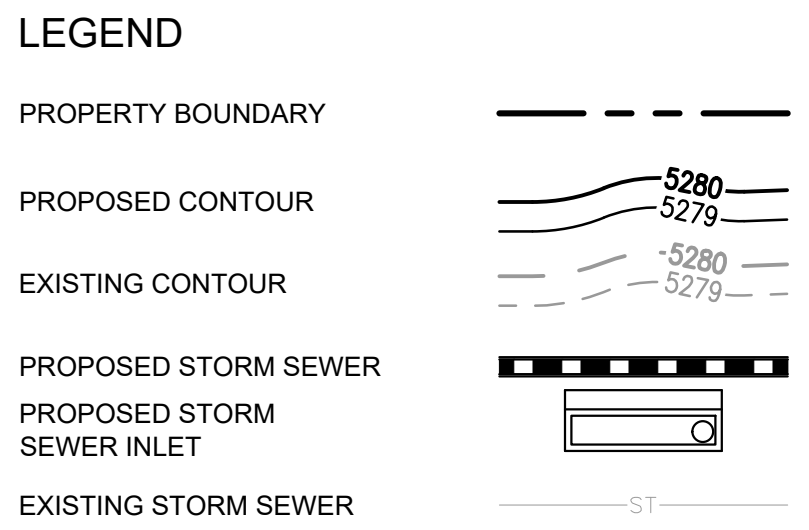 LEGEND
PROPERTY BOUNDARY
PROPOSED CONTOUR
5280
5279
EXISTING CONTOUR
-5280
5279
PROPOSED STORM SEWER
PROPOSED STORM
SEWER INLET
EXISTING STORM SEWER
ST